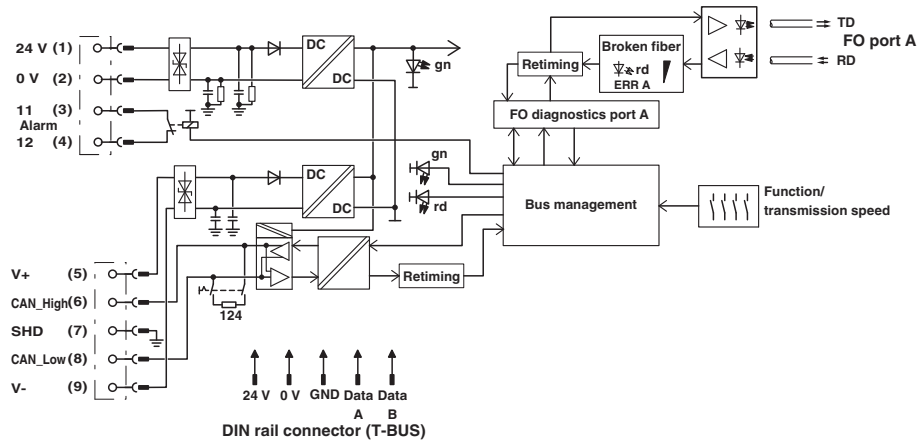 24 V (1)
0 V (2)
11 (3)
Alarm
12 (4)
DC
DC
gn
Retiming
Broken fiber
rd
ERR A
TD
FO port A
RD
FO diagnostics port A
DC
DC
gn
rd
Bus management
Function/
transmission speed
Retiming
124
V+ (5)
CAN_High (6)
SHD (7)
CAN_Low (8)
V- (9)
24 V 0 V GND Data Data
A B
DIN rail connector (T-BUS)